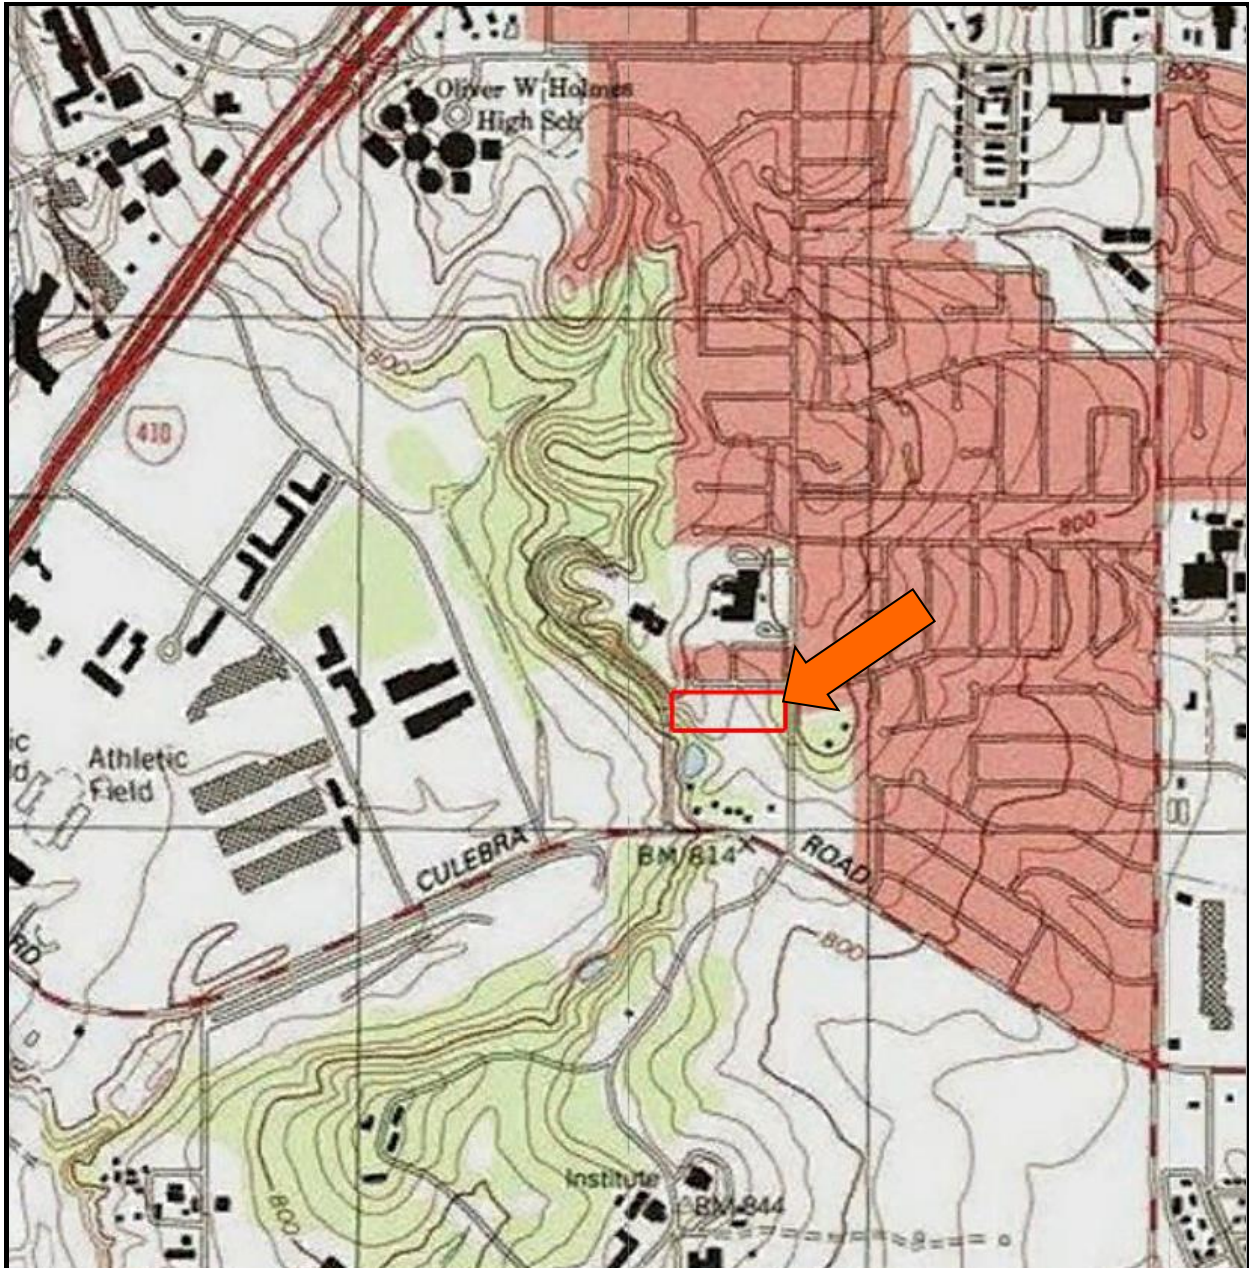 Oliver W Holmes
High Sch
806
800
410
800
Athletic
Field
CULEBRA
ROAD
BM 814
RD
800
Institute
BM 844
800